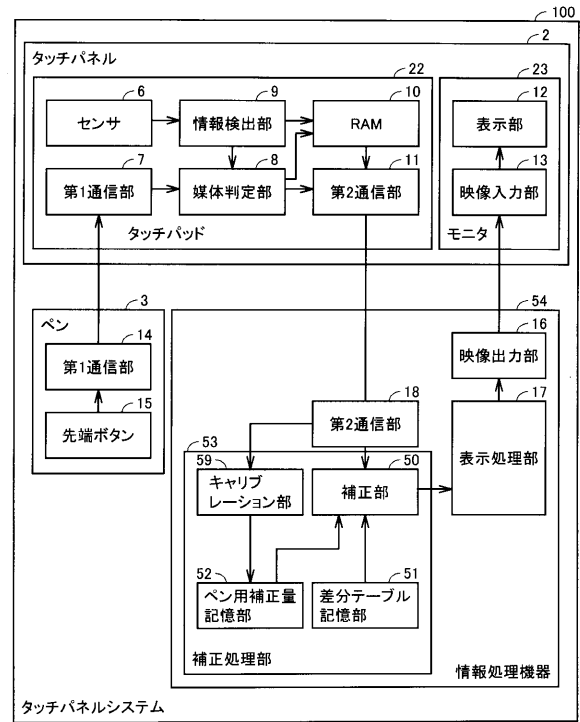 100
2
タッチパネル
22
23
6
9
10
12
センサ
情報検出部
RAM
表示部
7
8
11
13
第1通信部
媒体判定部
第2通信部
映像入力部
タッチパッド
モニタ
3
54
ペン
14
16
第1通信部
映像出力部
15
18
17
先端ボタン
第2通信部
表示処理部
53
59
50
キャリブ
レーション部
補正部
52
51
ペン用補正量
記憶部
差分テーブル
記憶部
補正処理部
情報処理機器
タッチパネルシステム